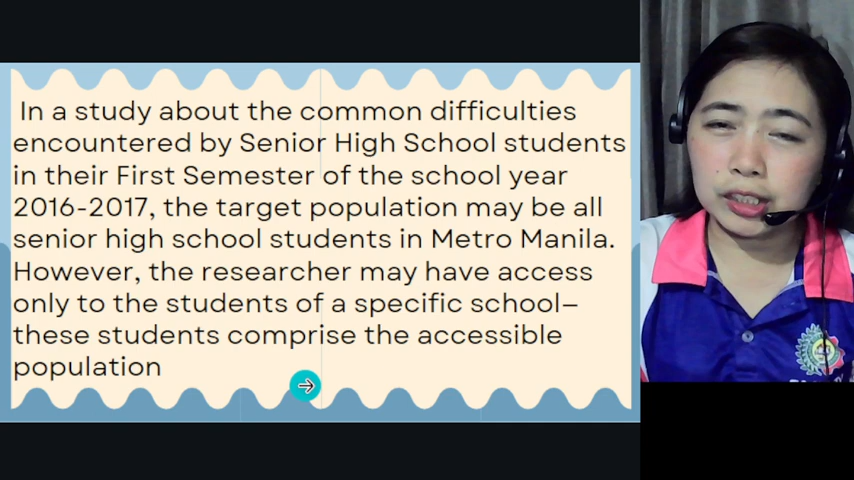 In a study about the common difficulties
encountered by Senior High School students
in their First Semester of the school year
2016-2017, the target population may be all
senior high school students in Metro Manila.
However, the researcher may have access
only to the students of a specific school–
these students comprise the accessible
population